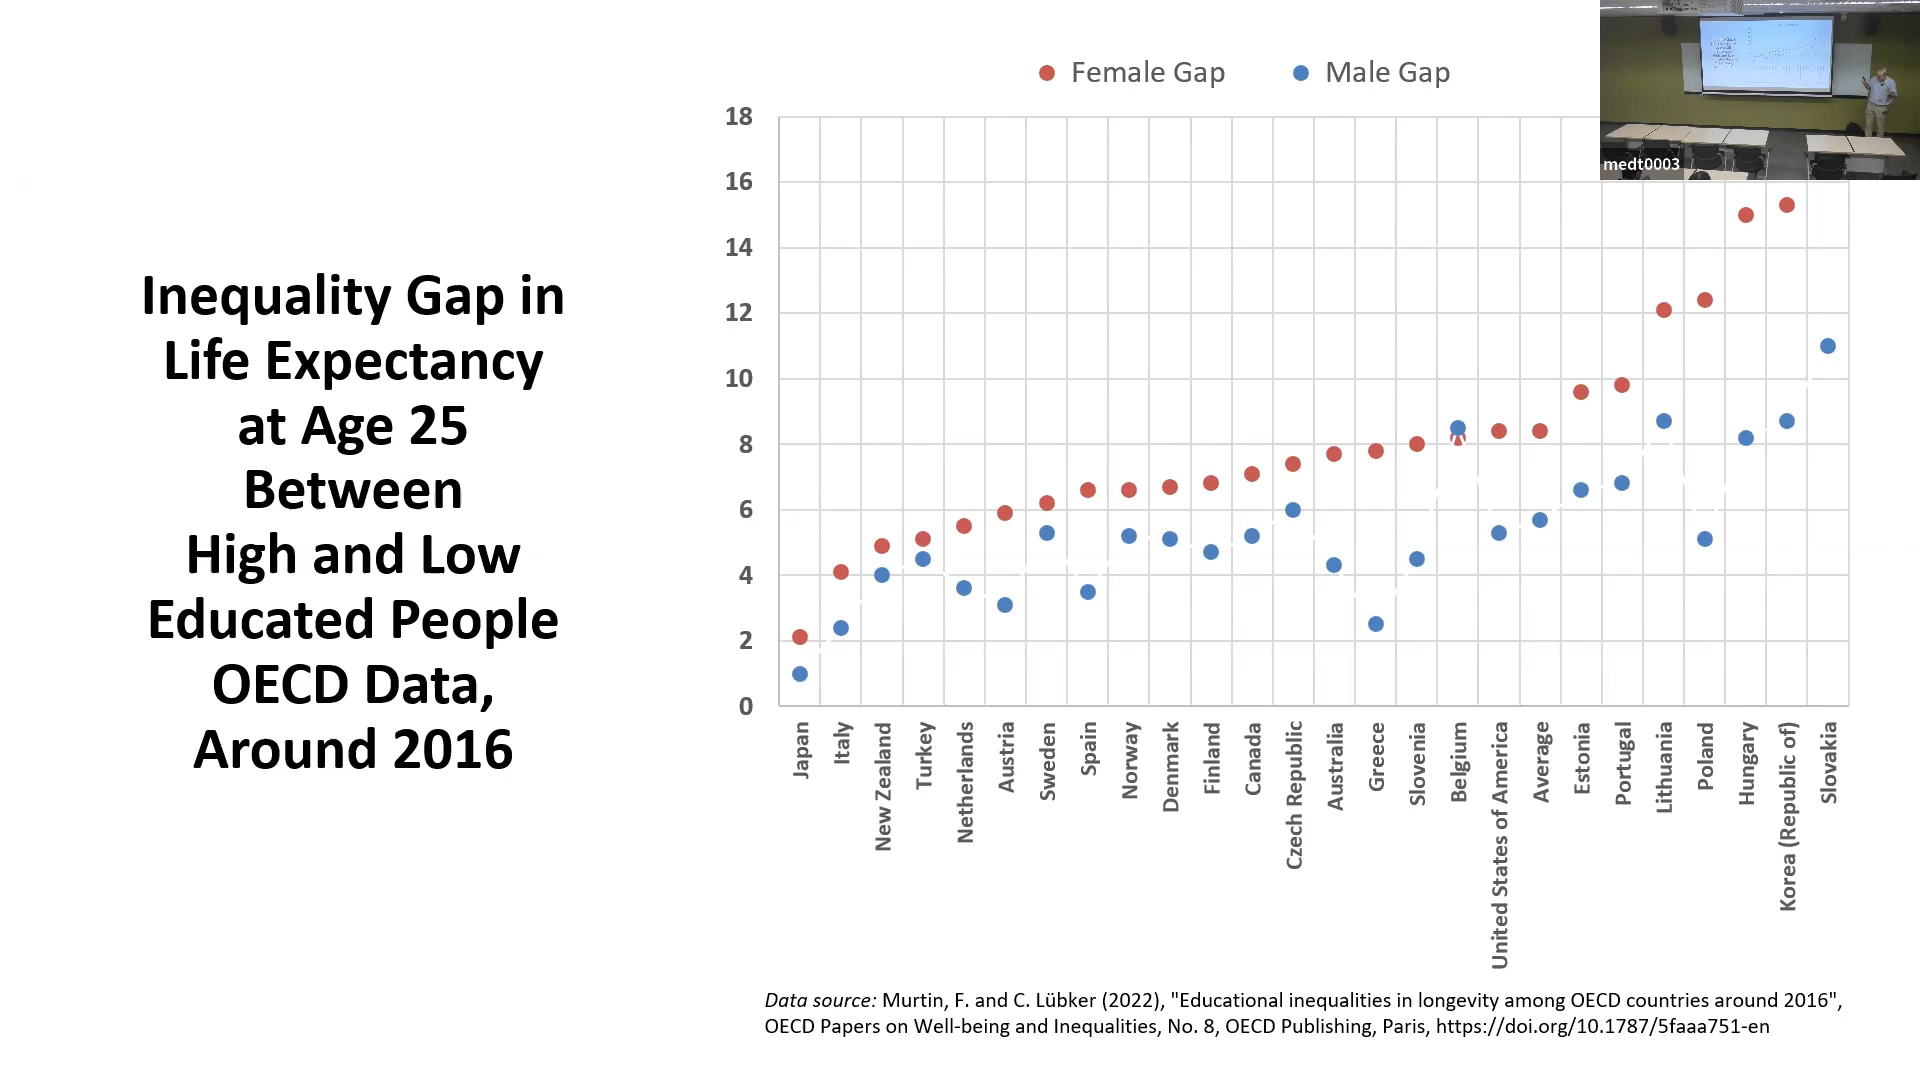 Inequality Gap in
Life Expectancy
at Age 25
Between
High and Low
Educated People
OECD Data,
Around 2016
Female Gap
Male Gap
18
16
14
12
10
8
6
4
2
0
Japan
Italy
New Zealand
Turkey
Netherlands
Austria
Sweden
Spain
Norway
Denmark
Finland
Canada
Czech Republic
Australia
Greece
Slovenia
Belgium
United States of America
Average
Estonia
Portugal
Lithuania
Poland
Hungary
Korea (Republic of)
Slovakia
Data source: Murtin, F. and C. Lübker (2022), "Educational inequalities in longevity among OECD countries around 2016",
OECD Papers on Well-being and Inequalities, No. 8, OECD Publishing, Paris, https://doi.org/10.1787/5faaa751-en
medt0003